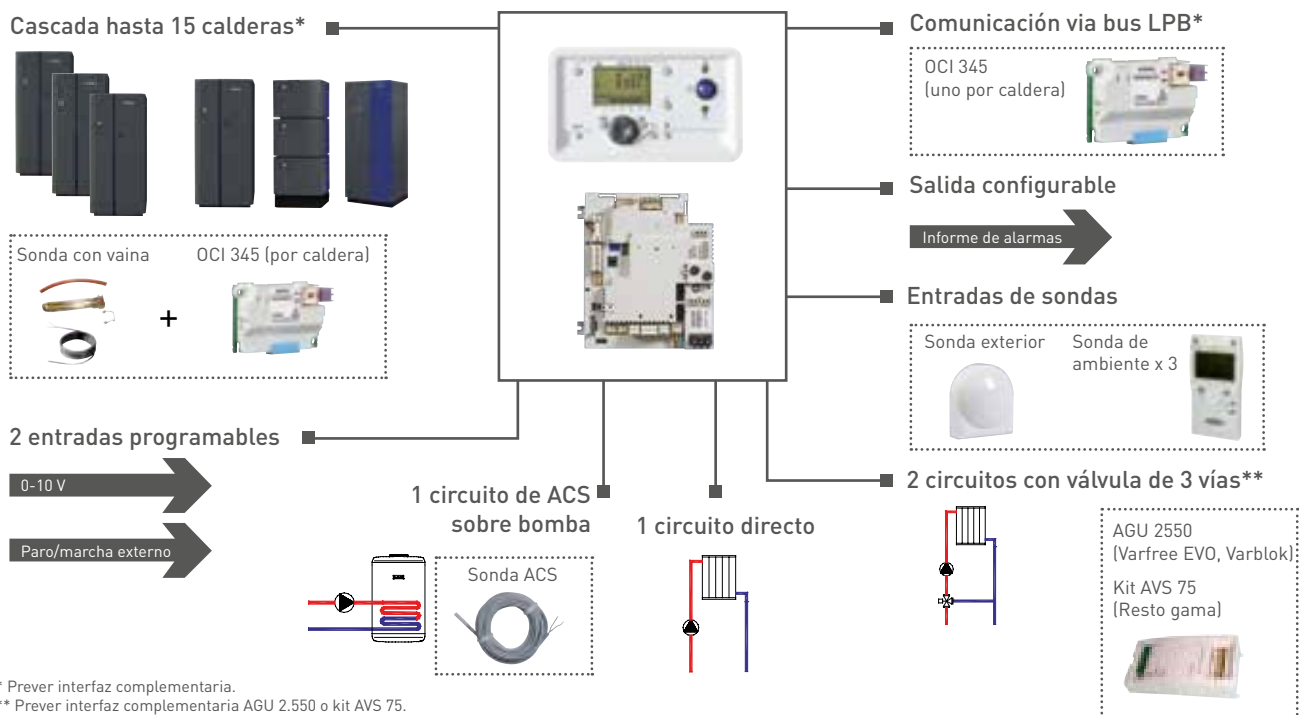 Cascada hasta 15 calderas*
Sonda con vaina
OCI 345 (por caldera)
+
2 entradas programables
0-10 V
Paro/marcha externo
1 circuito de ACS
sobre bomba
Sonda ACS
1 circuito directo
Comunicación via bus LPB*
OCI 345
(uno por caldera)
Salida configurable
Informe de alarmas
Entradas de sondas
Sonda exterior
Sonda de
ambiente x 3
2 circuitos con válvula de 3 vías**
AGU 2550
(Varfree EVO, Varblok)
Kit AVS 75
(Resto gama)
* Prever interfaz complementaria.
** Prever interfaz complementaria AGU 2.550 o kit AVS 75.